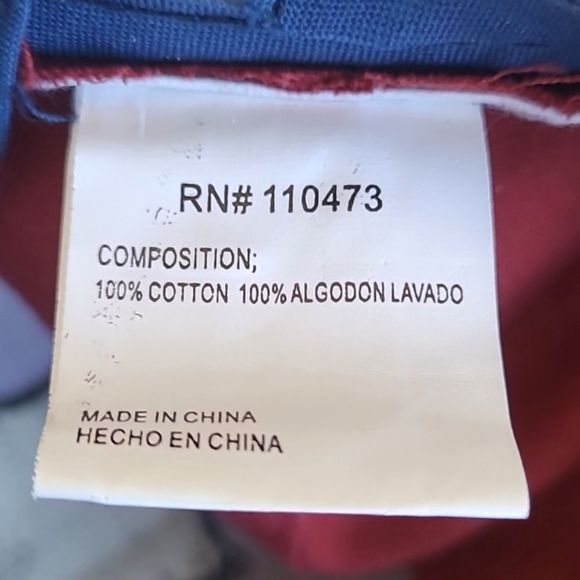 RN# 110473
COMPOSITION;
100% COTTON 100% ALGODON LAVADO
MADE IN CHINA
HECHO EN CHINA